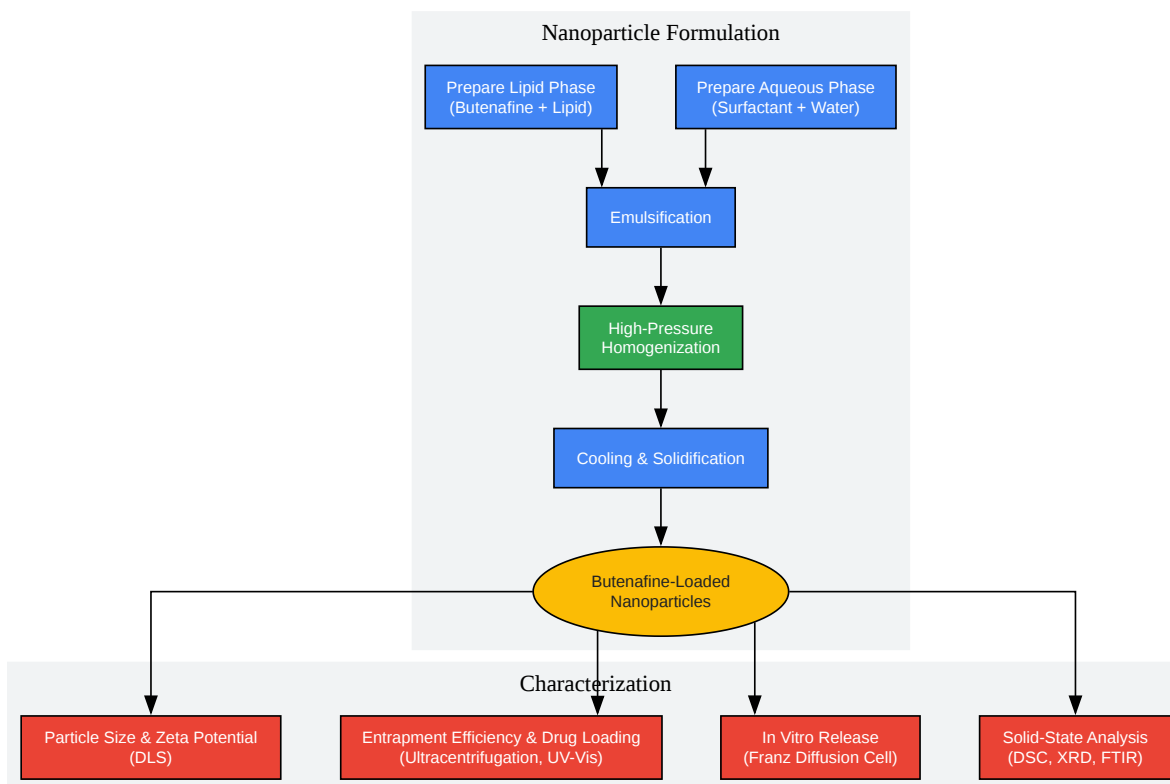 Nanoparticle Formulation
Prepare Lipid Phase
(Butenafine + Lipid)
Prepare Aqueous Phase
(Surfactant + Water)
Emulsification
High-Pressure
Homogenization
Cooling & Solidification
Butenafine-Loaded
Nanoparticles
Characterization
Particle Size & Zeta Potential
(DLS)
Entrapment Efficiency & Drug Loading
(Ultracentrifugation, UV-Vis)
In Vitro Release
(Franz Diffusion Cell)
Solid-State Analysis
(DSC, XRD, FTIR)